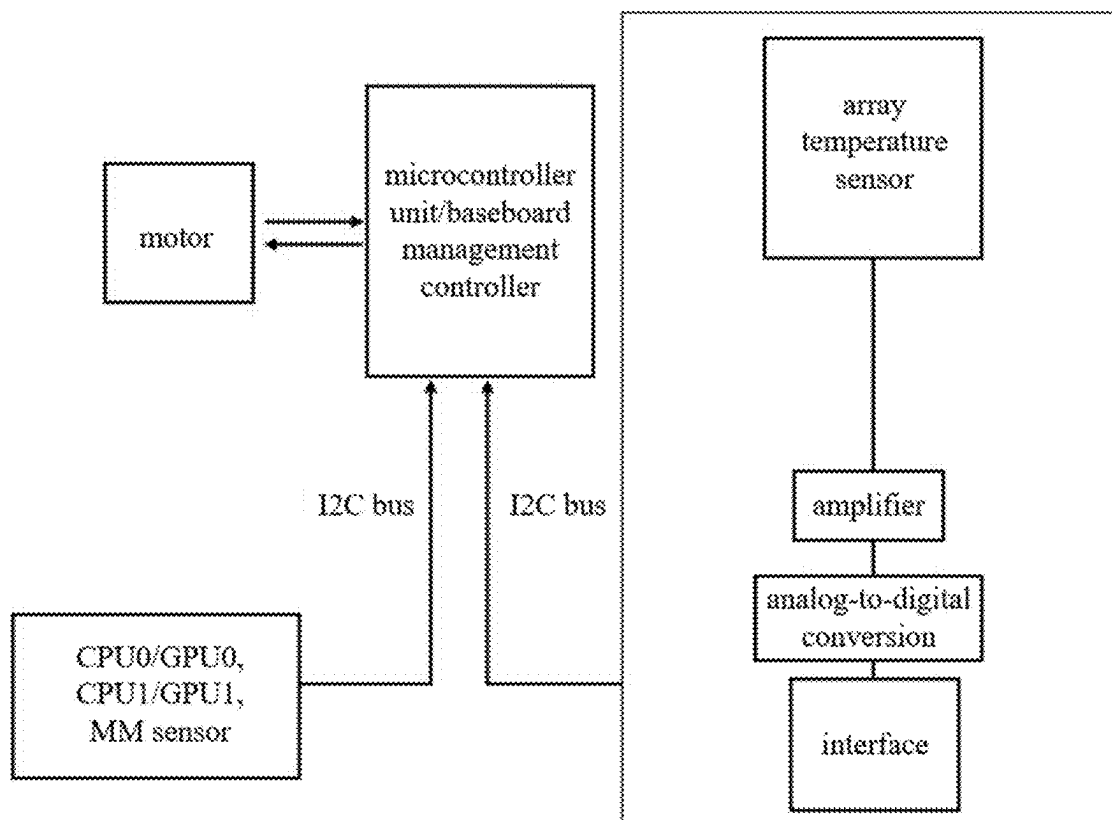 array
temperature
sensor
microcontroller
unit/baseboard
management
controller
motor
I2C bus
I2C bus
amplifier
analog-to-digital
conversion
CPU0/GPU0,
CPU1/GPU1,
MM sensor
interface